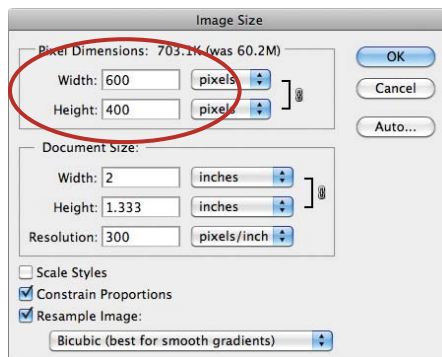 Image Size
Pixel Dimensions: 703.1K (was 60.2M)
Width: 600 pixels
Height: 400 pixels
OK
Cancel
Auto...
Document Size:
Width: 2 inches
Height: 1.333 inches
Resolution: 300 pixels/inch
Scale Styles
Constrain Proportions
Resample Image:
Bicubic (best for smooth gradients)